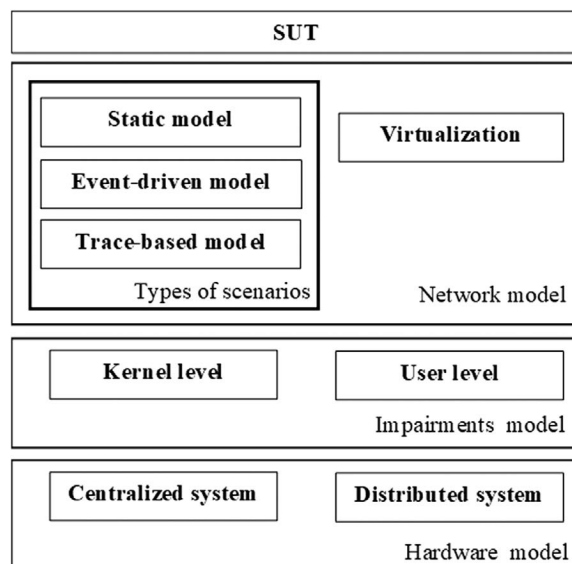 SUT
Static model
Virtualization
Event-driven model
Trace-based model
Types of scenarios
Network model
Kernel level
User level
Impairments model
Centralized system
Distributed system
Hardware model